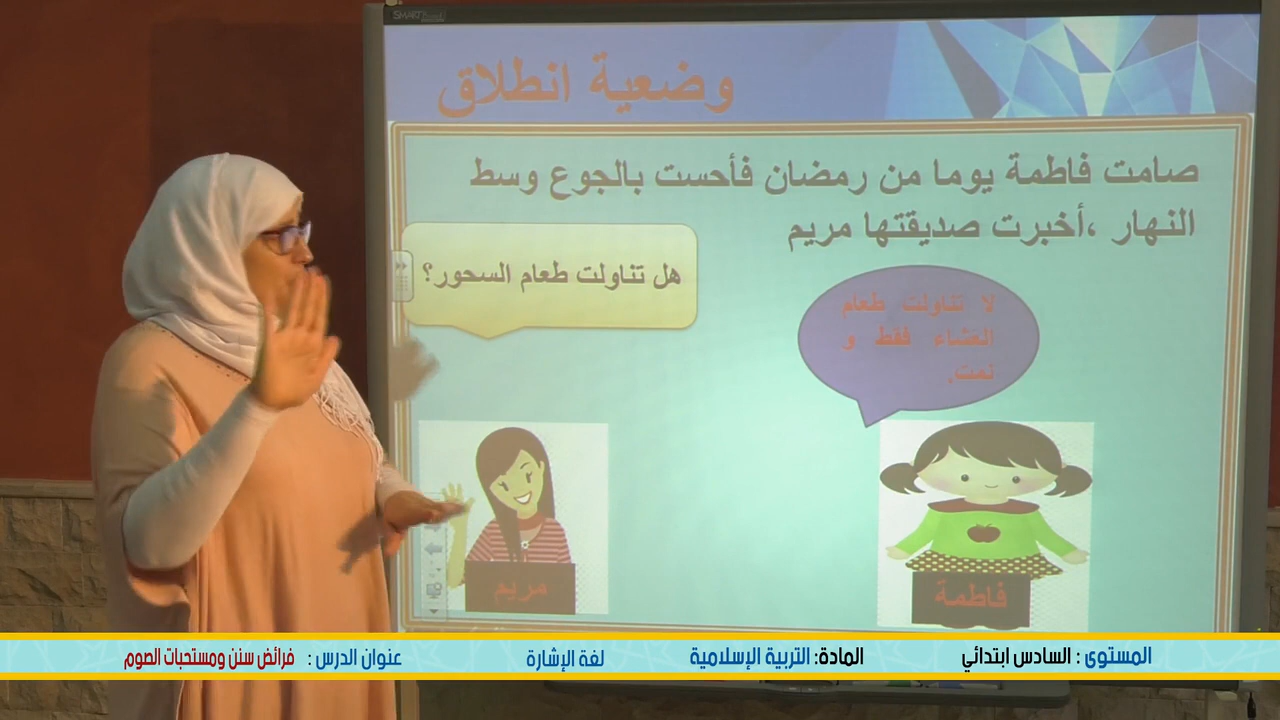 SMART
وضعية انطلاق
صامت فاطمة يوما من رمضان فأحست بالجوع وسط
النهار ،أخبرت صديقتها مريم
هل تناولت طعام السحور؟
لا تناولت طعام
العشاء فقط و
نمت.
فاطمة
مريم
المستوى : السادس ابتدائي
المادة: التربية الإسلامية
لغة الإشارة
عنوان الدرس : فرائض سنن ومستحبات الصوم